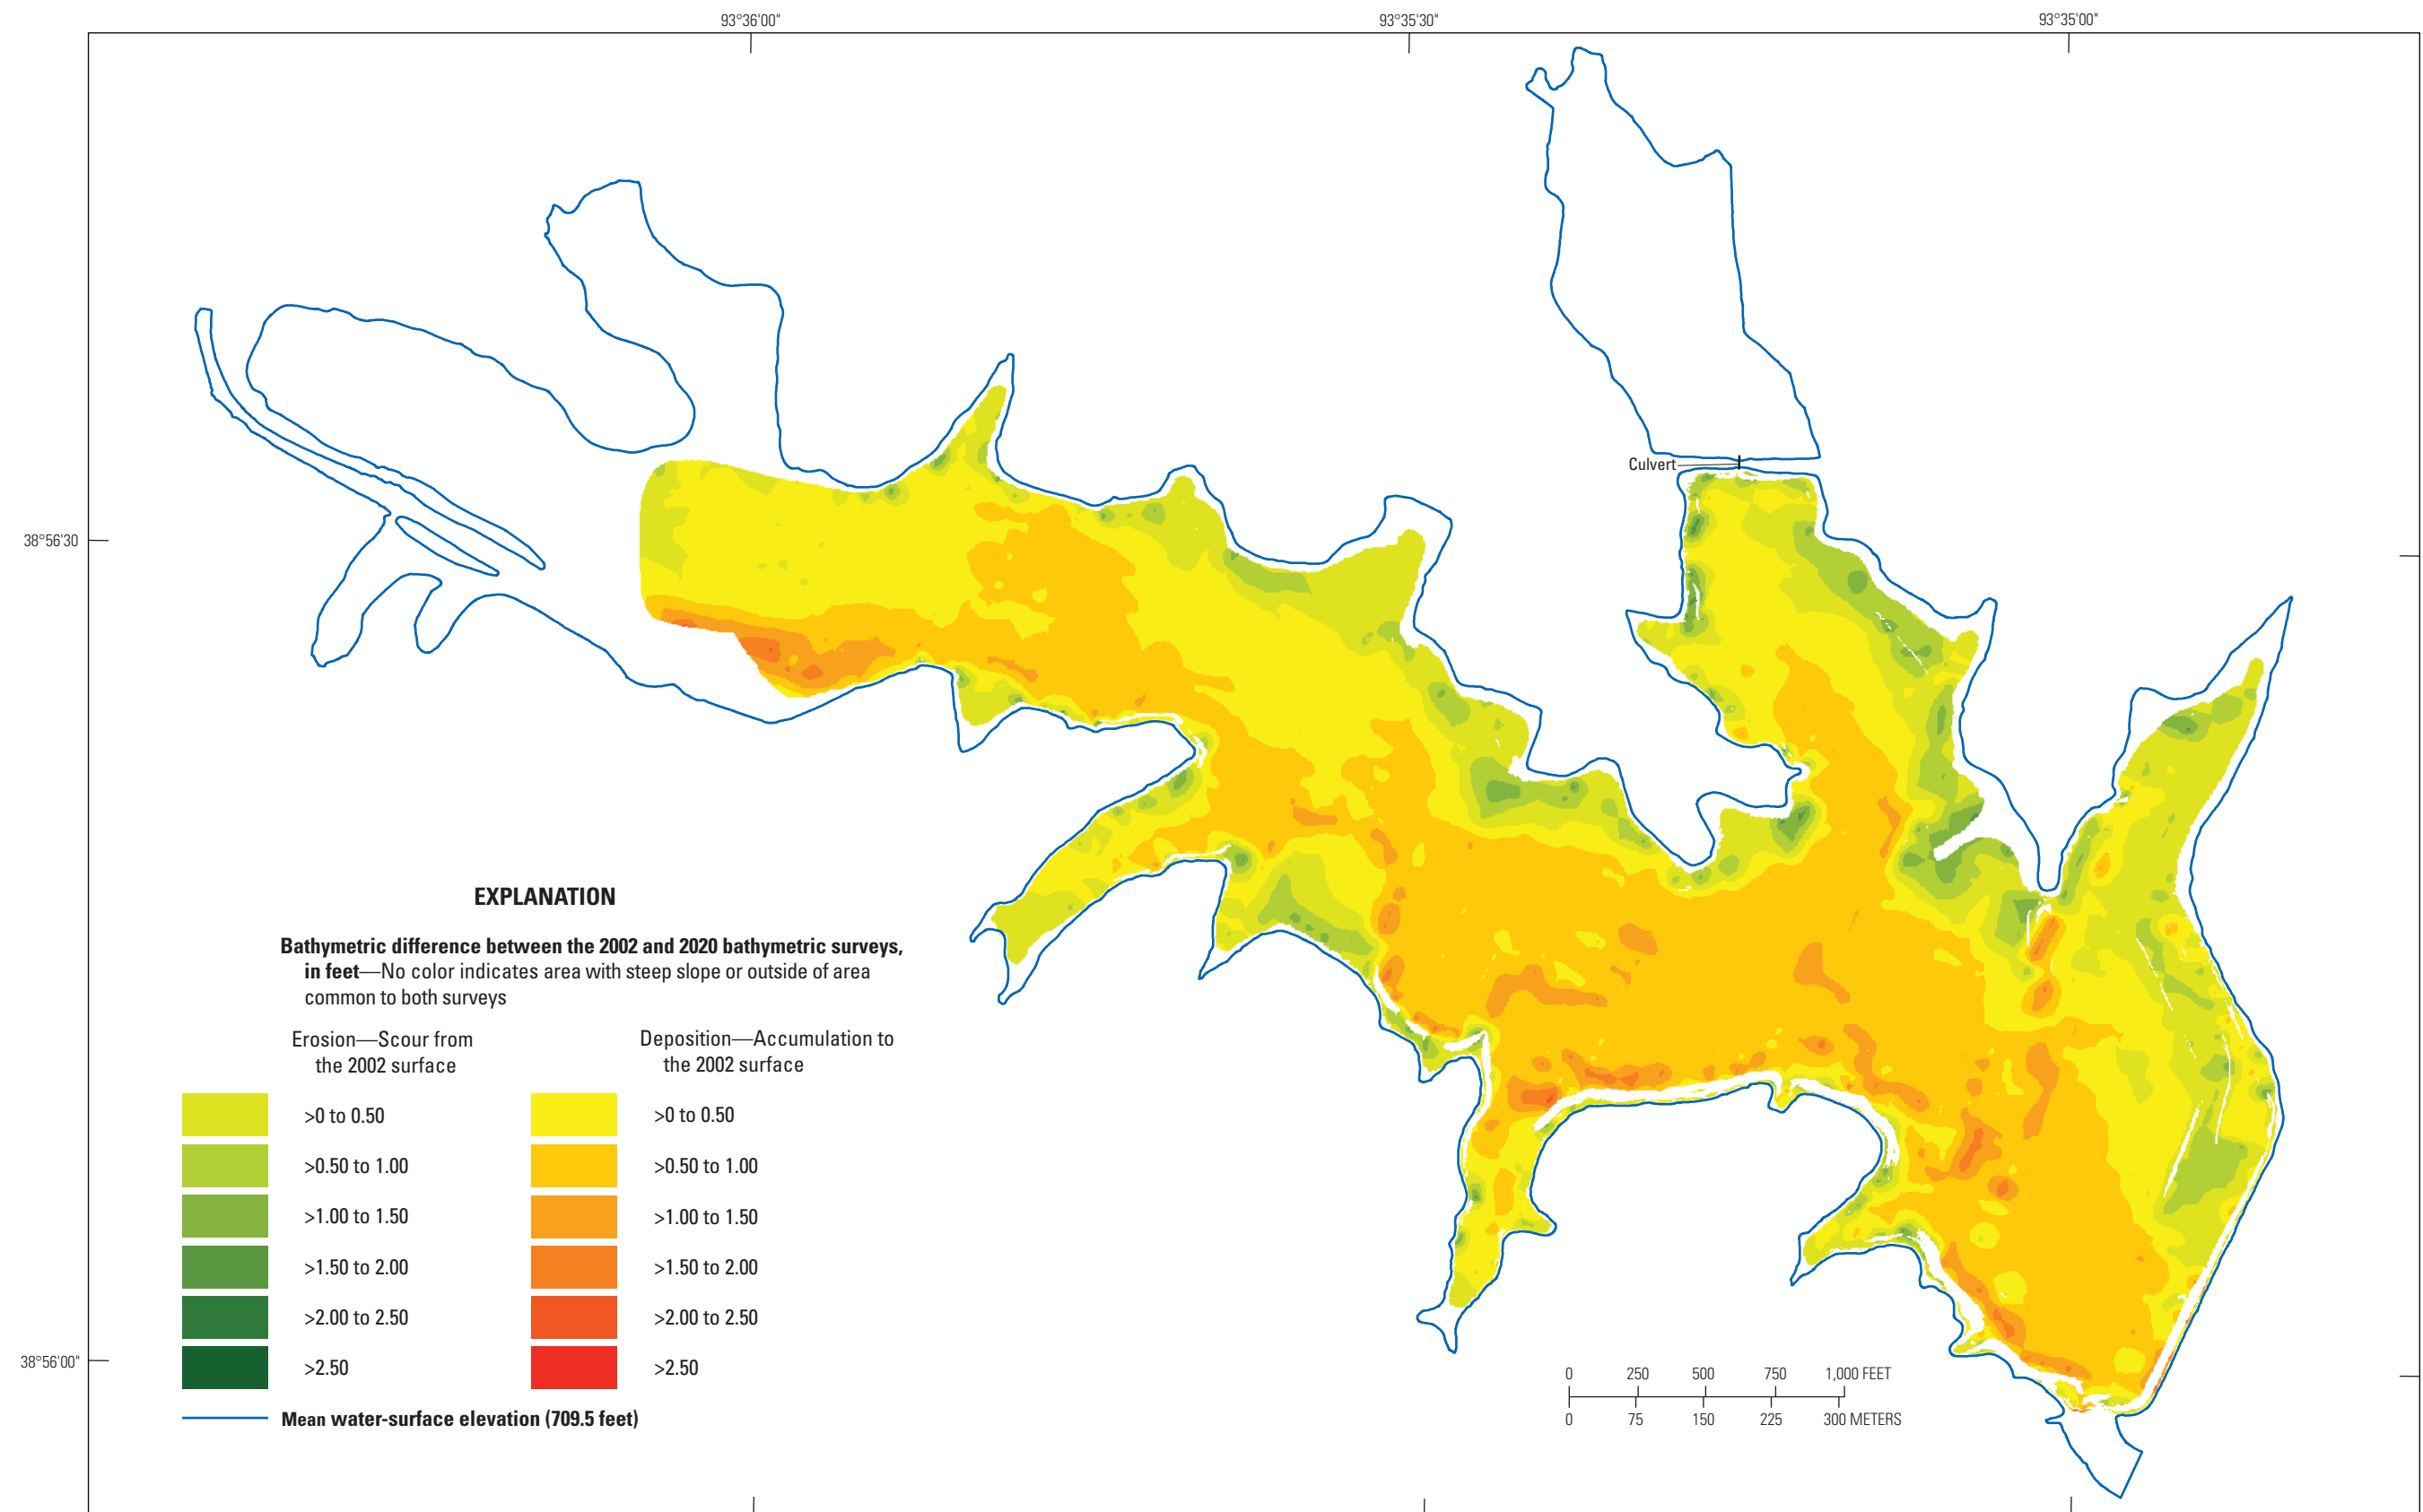 93°36'00"
93°35'30"
93°35'00"
Culvert
38°56'30
EXPLANATION
Bathymetric difference between the 2002 and 2020 bathymetric surveys,
in feet—No color indicates area with steep slope or outside of area
common to both surveys
Erosion—Scour from
the 2002 surface
Deposition—Accumulation to
the 2002 surface
>0 to 0.50
>0 to 0.50
>0.50 to 1.00
>0.50 to 1.00
>1.00 to 1.50
>1.00 to 1.50
>1.50 to 2.00
>1.50 to 2.00
>2.00 to 2.50
>2.00 to 2.50
>2.50
>2.50
Mean water-surface elevation (709.5 feet)
38°56'00"
0 250 500 750 1,000 FEET
0 75 150 225 300 METERS